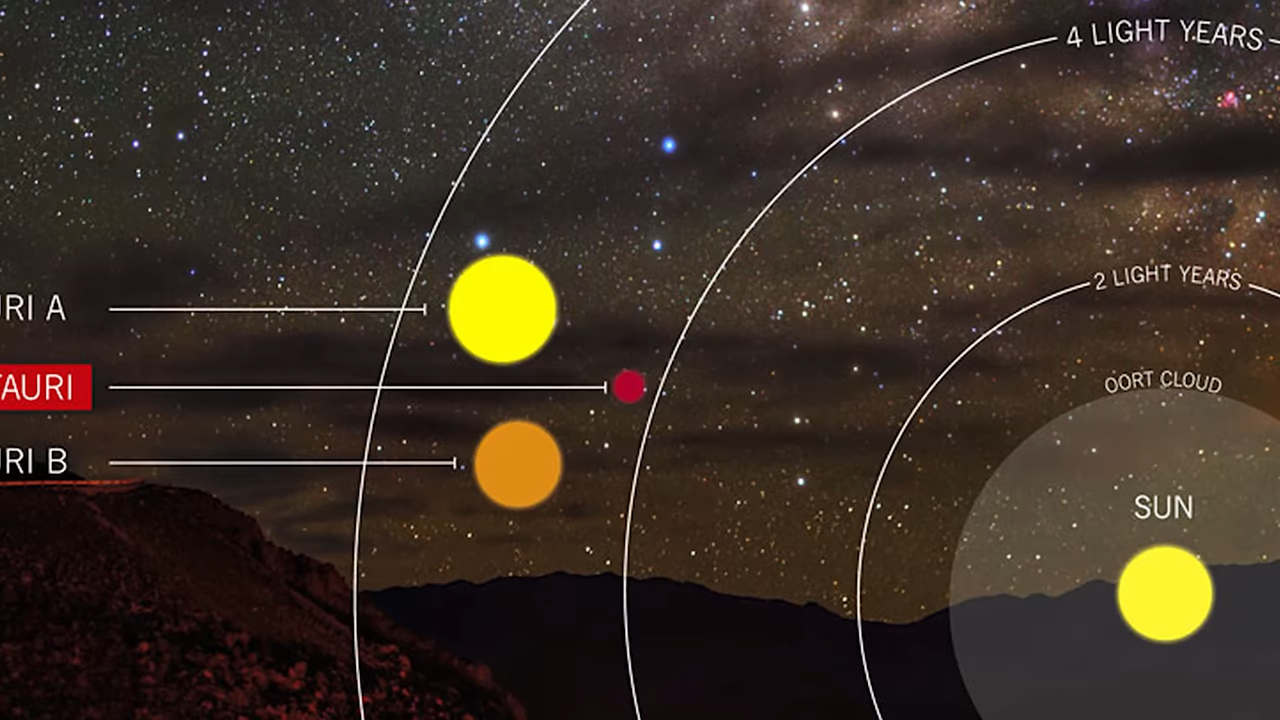 4 LIGHT YEARS
2 LIGHT YEARS
URI A
TAURI
OORT CLOUD
URI B
SUN